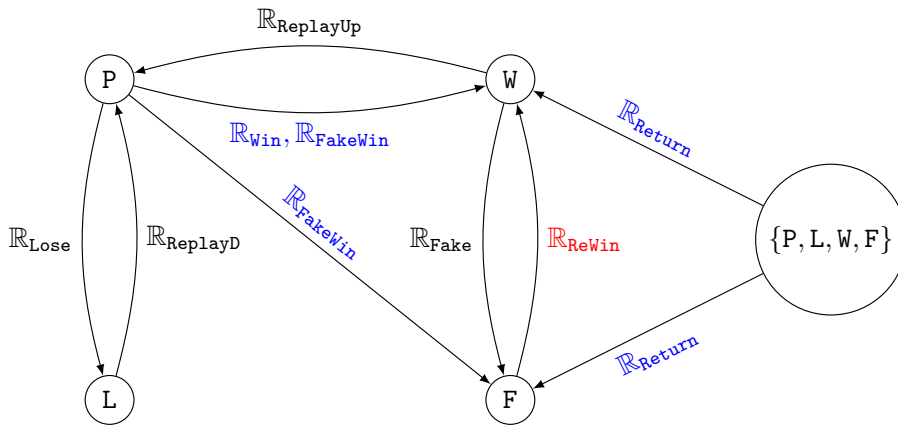 ℝReplayUp
P
W
ℝWin, ℝFakeWin
ℝReturn
ℝFakeWin
ℝLose
ℝReplayD
ℝFake
ℝReWin
{P, L, W, F}
ℝReturn
L
F